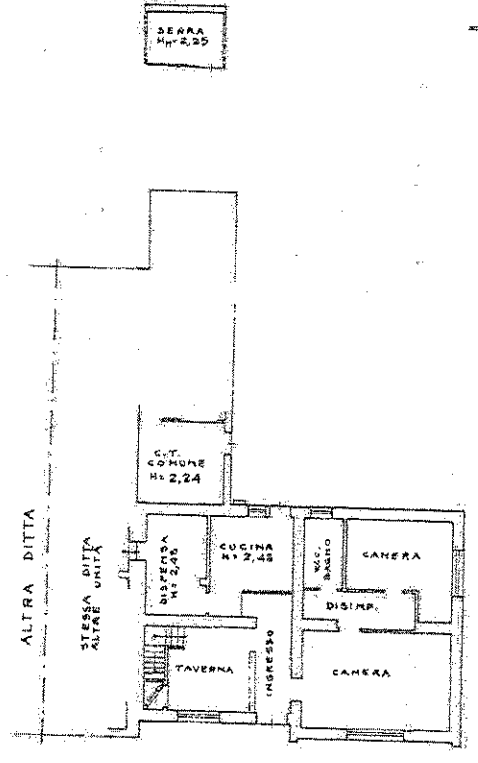 SERRA
HM=2,25
C.T.
COMUNE
H=2,24
ALTRA DITTA
STESSA DITTA
ALTRE UNITÀ
DISPENSA
H=2,48
CUCINA
H=2,48
W.C.
BAGNO
CAMERA
DISIMP.
INGRESSO
TAVERNA
CAMERA